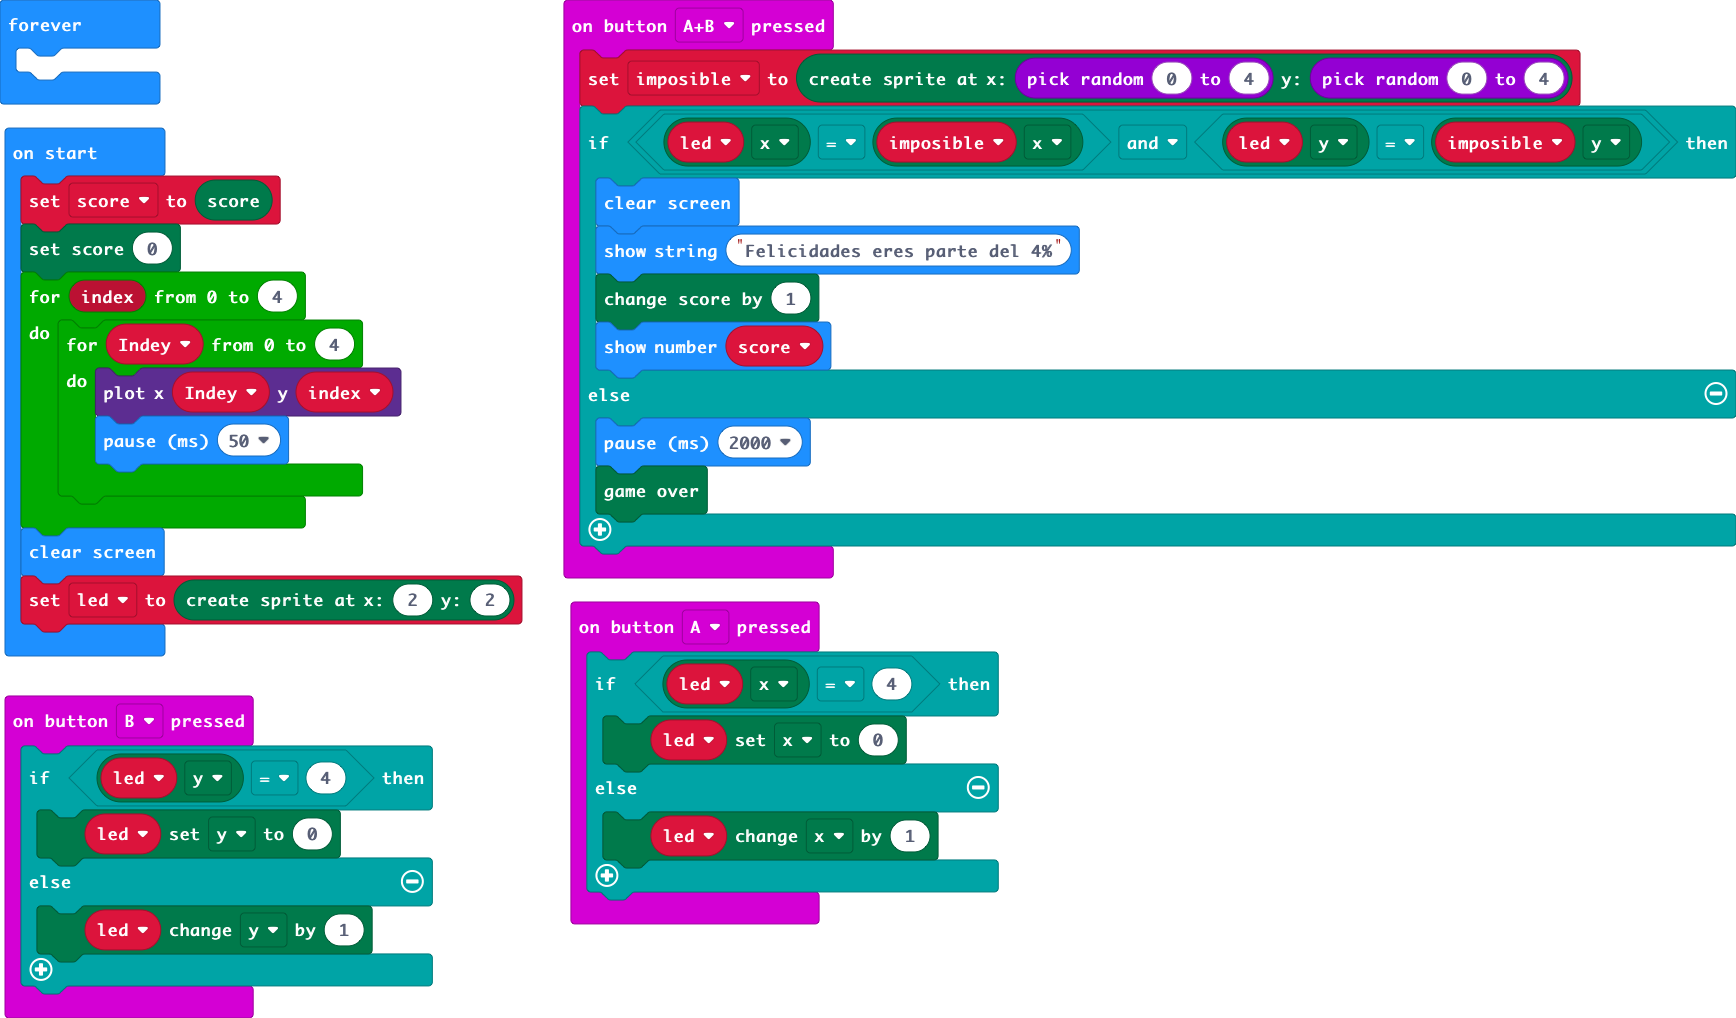 forever
on start
set score to score
set score 0
for index from 0 to 4
do
for Indey from 0 to 4
do
plot x Indey y index
pause (ms) 50
clear screen
set led to create sprite at x: 2 y: 2
on button B pressed
if led y = 4 then
led set y to 0
else
led change y by 1
on button A+B pressed
set imposible to create sprite at x: pick random 0 to 4 y: pick random 0 to 4
if led x = imposible x and led y = imposible y then
clear screen
show string "Felicidades eres parte del 4%"
change score by 1
show number score
else
pause (ms) 2000
game over
on button A pressed
if led x = 4 then
led set x to 0
else
led change x by 1